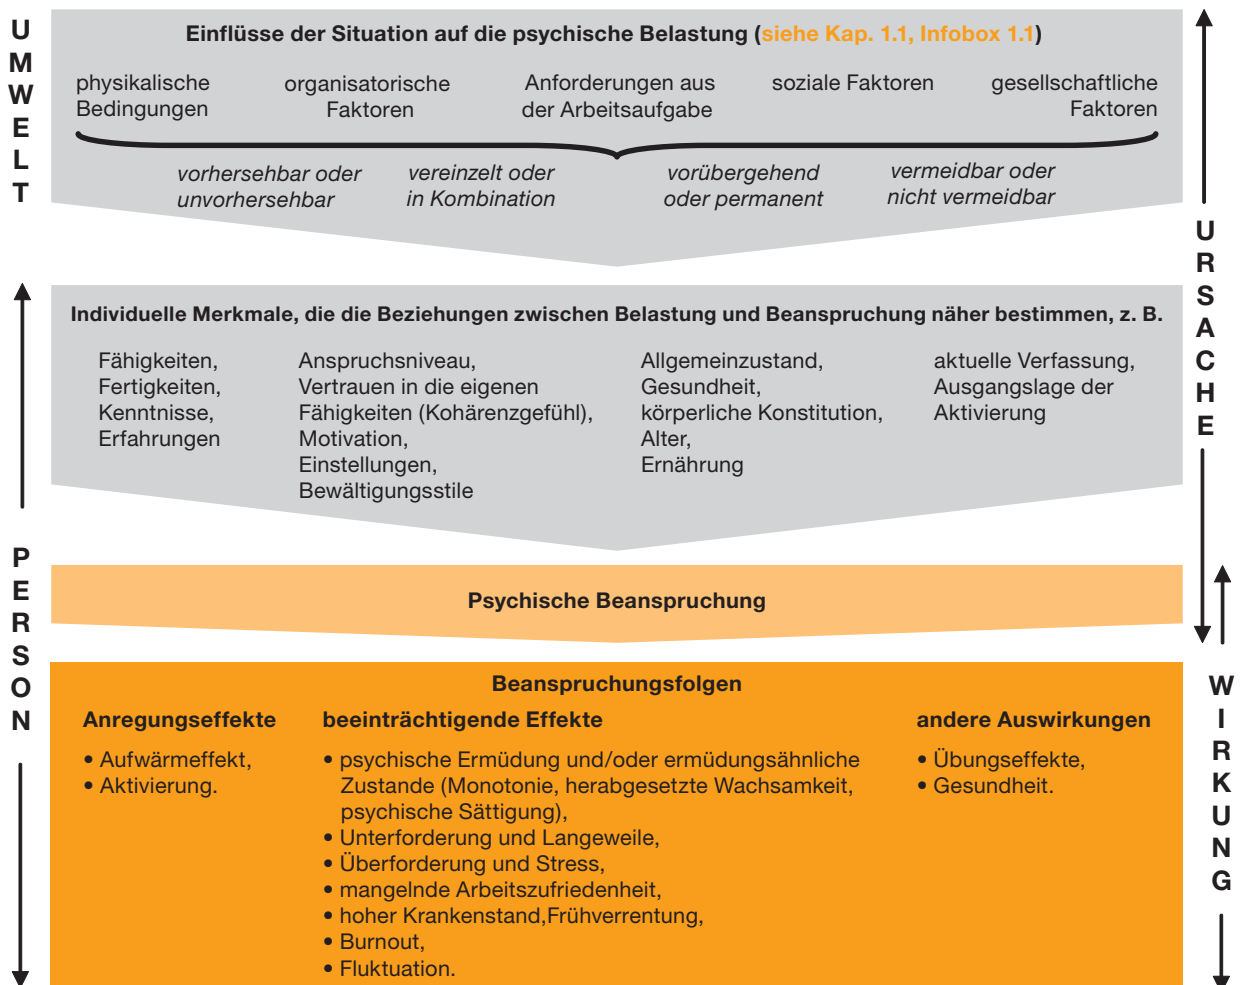 UMWELT
Einflüsse der Situation auf die psychische Belastung (siehe Kap. 1.1, Infobox 1.1)
physikalische
Bedingungen
organisatorische
Faktoren
Anforderungen aus
der Arbeitsaufgabe
soziale Faktoren
gesellschaftliche
Faktoren
vorhersehbar oder
unvorhersehbar
vereinzelt oder
in Kombination
vorübergehend
oder permanent
vermeidbar oder
nicht vermeidbar
URSACHE
Individuelle Merkmale, die die Beziehungen zwischen Belastung und Beanspruchung näher bestimmen, z. B.
Fähigkeiten,
Fertigkeiten,
Kenntnisse,
Erfahrungen
Anspruchsniveau,
Vertrauen in die eigenen
Fähigkeiten (Kohärenzgefühl),
Motivation,
Einstellungen,
Bewältigungsstile
Allgemeinzustand,
Gesundheit,
körperliche Konstitution,
Alter,
Ernährung
aktuelle Verfassung,
Ausgangslage der
Aktivierung
PERSON
Psychische Beanspruchung
WIRKUNG
Beanspruchungsfolgen
Anregungseffekte
• Aufwärmeffekt,
• Aktivierung.
beeinträchtigende Effekte
• psychische Ermüdung und/oder ermüdungsähnliche
Zustände (Monotonie, herabgesetzte Wachsamkeit,
psychische Sättigung),
• Unterforderung und Langeweile,
• Überforderung und Stress,
• mangelnde Arbeitszufriedenheit,
• hoher Krankenstand,Frühverrentung,
• Burnout,
• Fluktuation.
andere Auswirkungen
• Übungseffekte,
• Gesundheit.